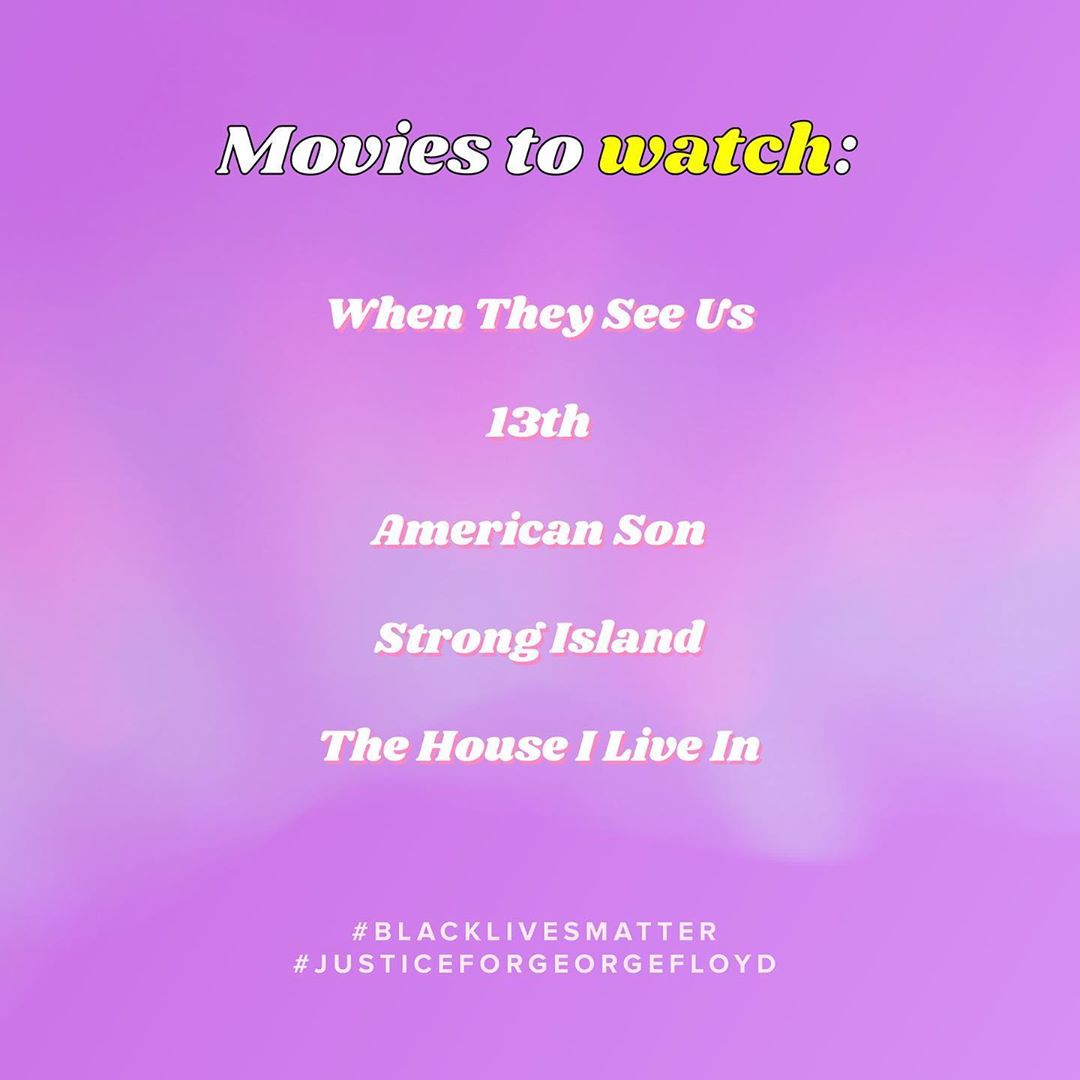 Movies to watch:
When They See Us
13th
American Son
Strong Island
The House I Live In
#BLACKLIVESMATTER
#JUSTICEFORGEORGEFLOYD